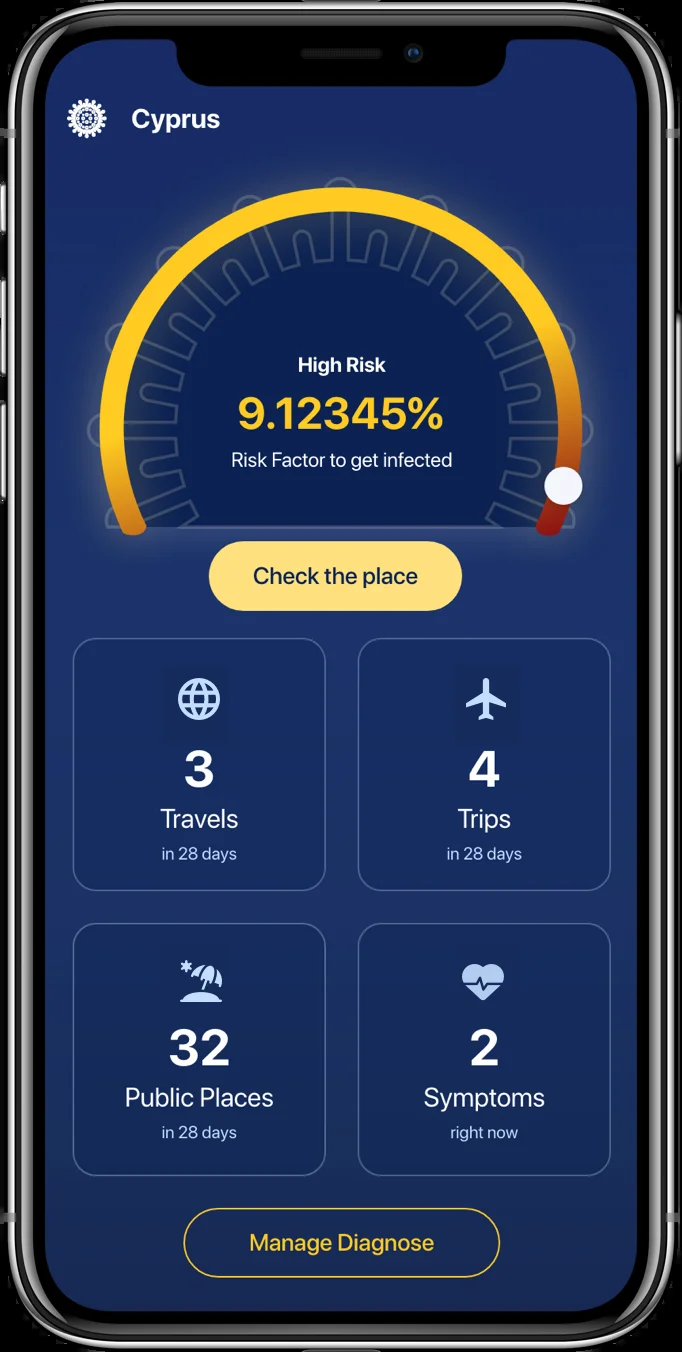 Cyprus
High Risk
9.12345%
Risk Factor to get infected
Check the place
3
Travels
in 28 days
4
Trips
in 28 days
32
Public Places
in 28 days
2
Symptoms
right now
Manage Diagnose